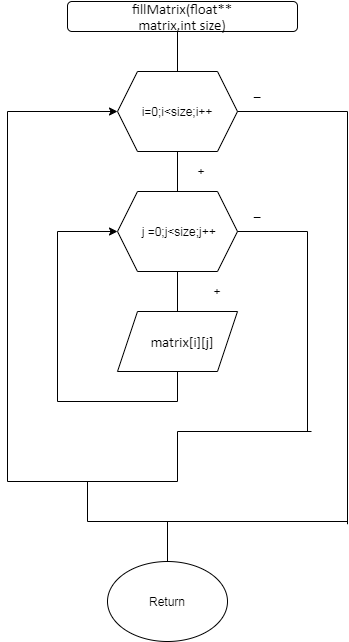 fillMatrix(float**
matrix,int size)
i=0;i<size;i++
–
+
j =0;j<size;j++
–
+
matrix[i][j]
Return